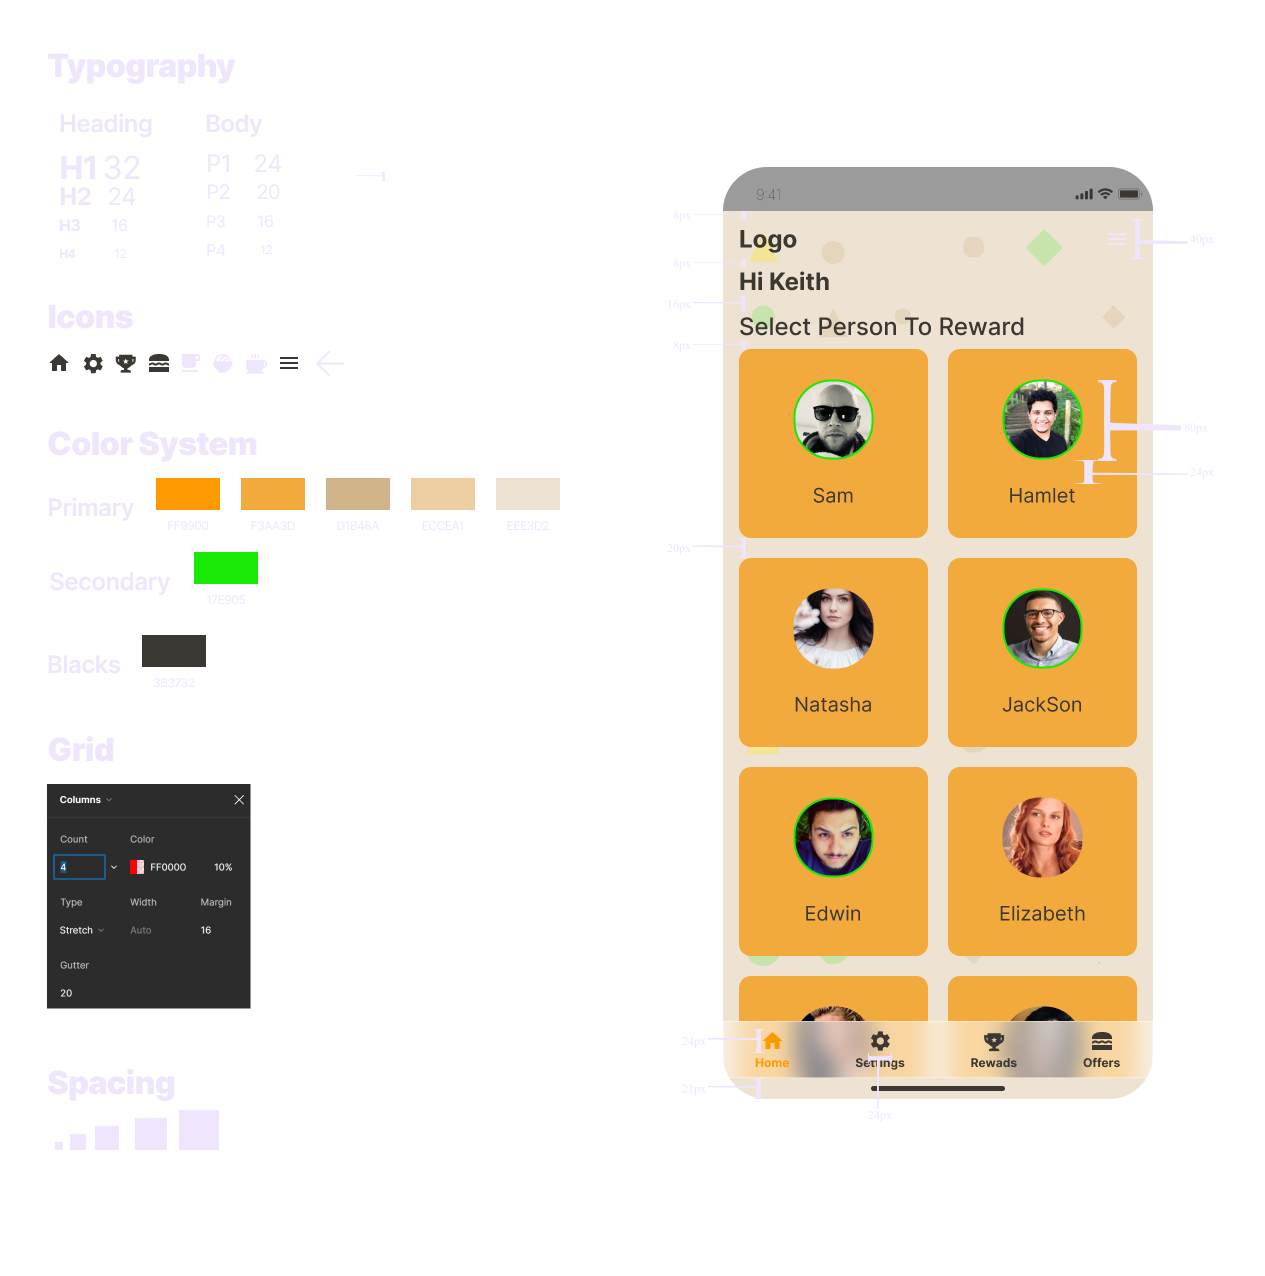 Typography
Heading
Body
H1 32
P1 24
H2 24
P2 20
H3 16
P3 16
H4 12
P4 12
Icons
Color System
Primary
FF9900
F3AA3D
D1B48A
ECCEA1
EEE3D2
Secondary
17E905
Blacks
3B3732
Grid
Columns
Count
Color
4
FF0000
10%
Type
Width
Margin
Stretch
Auto
16
Gutter
20
Spacing
9:41
8px
Logo
40px
8px
Hi Keith
16px
Select Person To Reward
8px
80px
24px
Sam
Hamlet
20px
Natasha
JackSon
Edwin
Elizabeth
24px
Home
Settings
Rewads
Offers
21px
24px